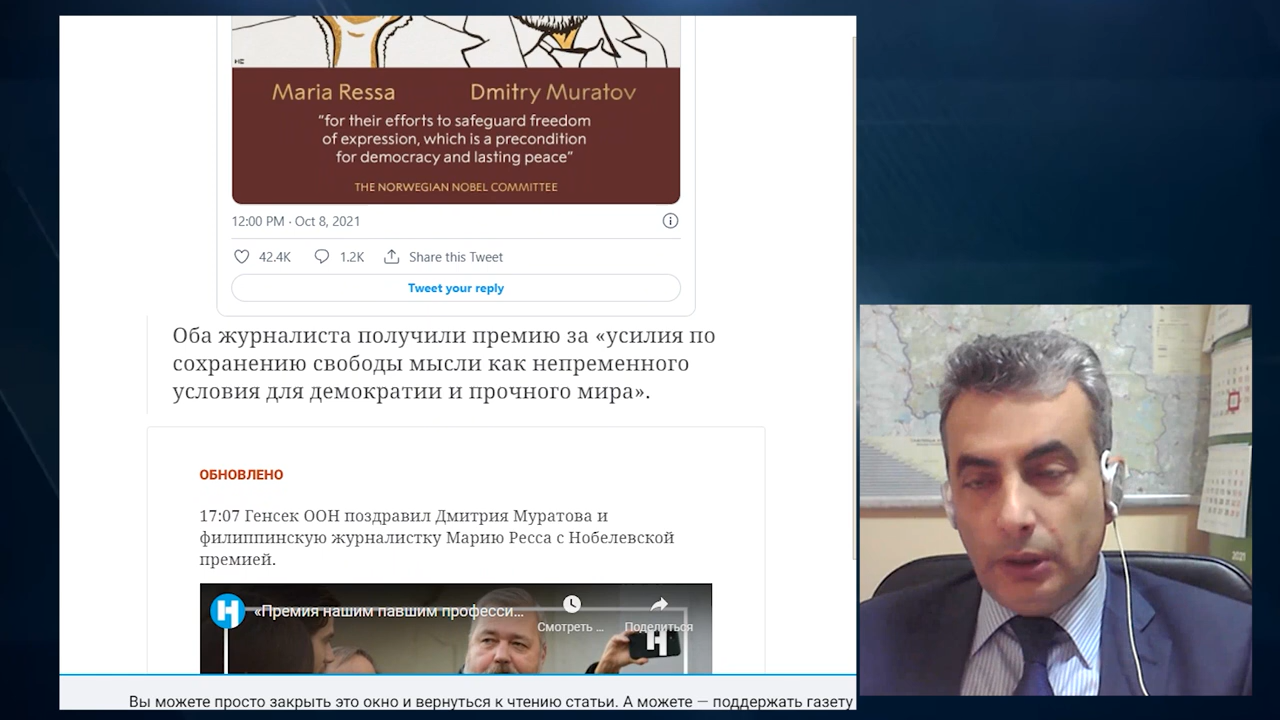 Maria Ressa
Dmitry Muratov
“for their efforts to safeguard freedom
of expression, which is a precondition
for democracy and lasting peace”
THE NORWEGIAN NOBEL COMMITTEE
12:00 PM · Oct 8, 2021
42.4K
1.2K
Share this Tweet
Tweet your reply
Оба журналиста получили премию за «усилия по
сохранению свободы мысли как непременного
условия для демократии и прочного мира».
ОБНОВЛЕНО
17:07 Генсек ООН поздравил Дмитрия Муратова и
филиппинскую журналистку Марию Ресса с Нобелевской
премией.
«Премия нашим павшим професси...
Смотреть ...
Поделиться
Вы можете просто закрыть это окно и вернуться к чтению статьи. А можете — поддержать газету
2021